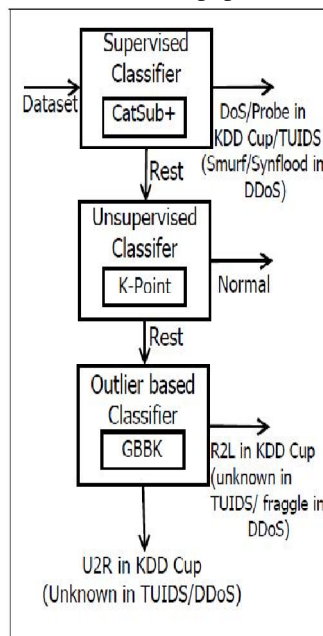 Supervised
Classifier
Dataset
CatSub+
DoS/Probe in
KDD Cup/TUIDS
(Smurf/Synflood in
DDoS)
Rest
Unsupervised
Classifer
K-Point
Normal
Rest
Outlier based
Classifier
GBBK
R2L in KDD Cup
(unknown in
TUIDS/ fraggle in
DDoS)
U2R in KDD Cup
(Unknown in TUIDS/DDoS)